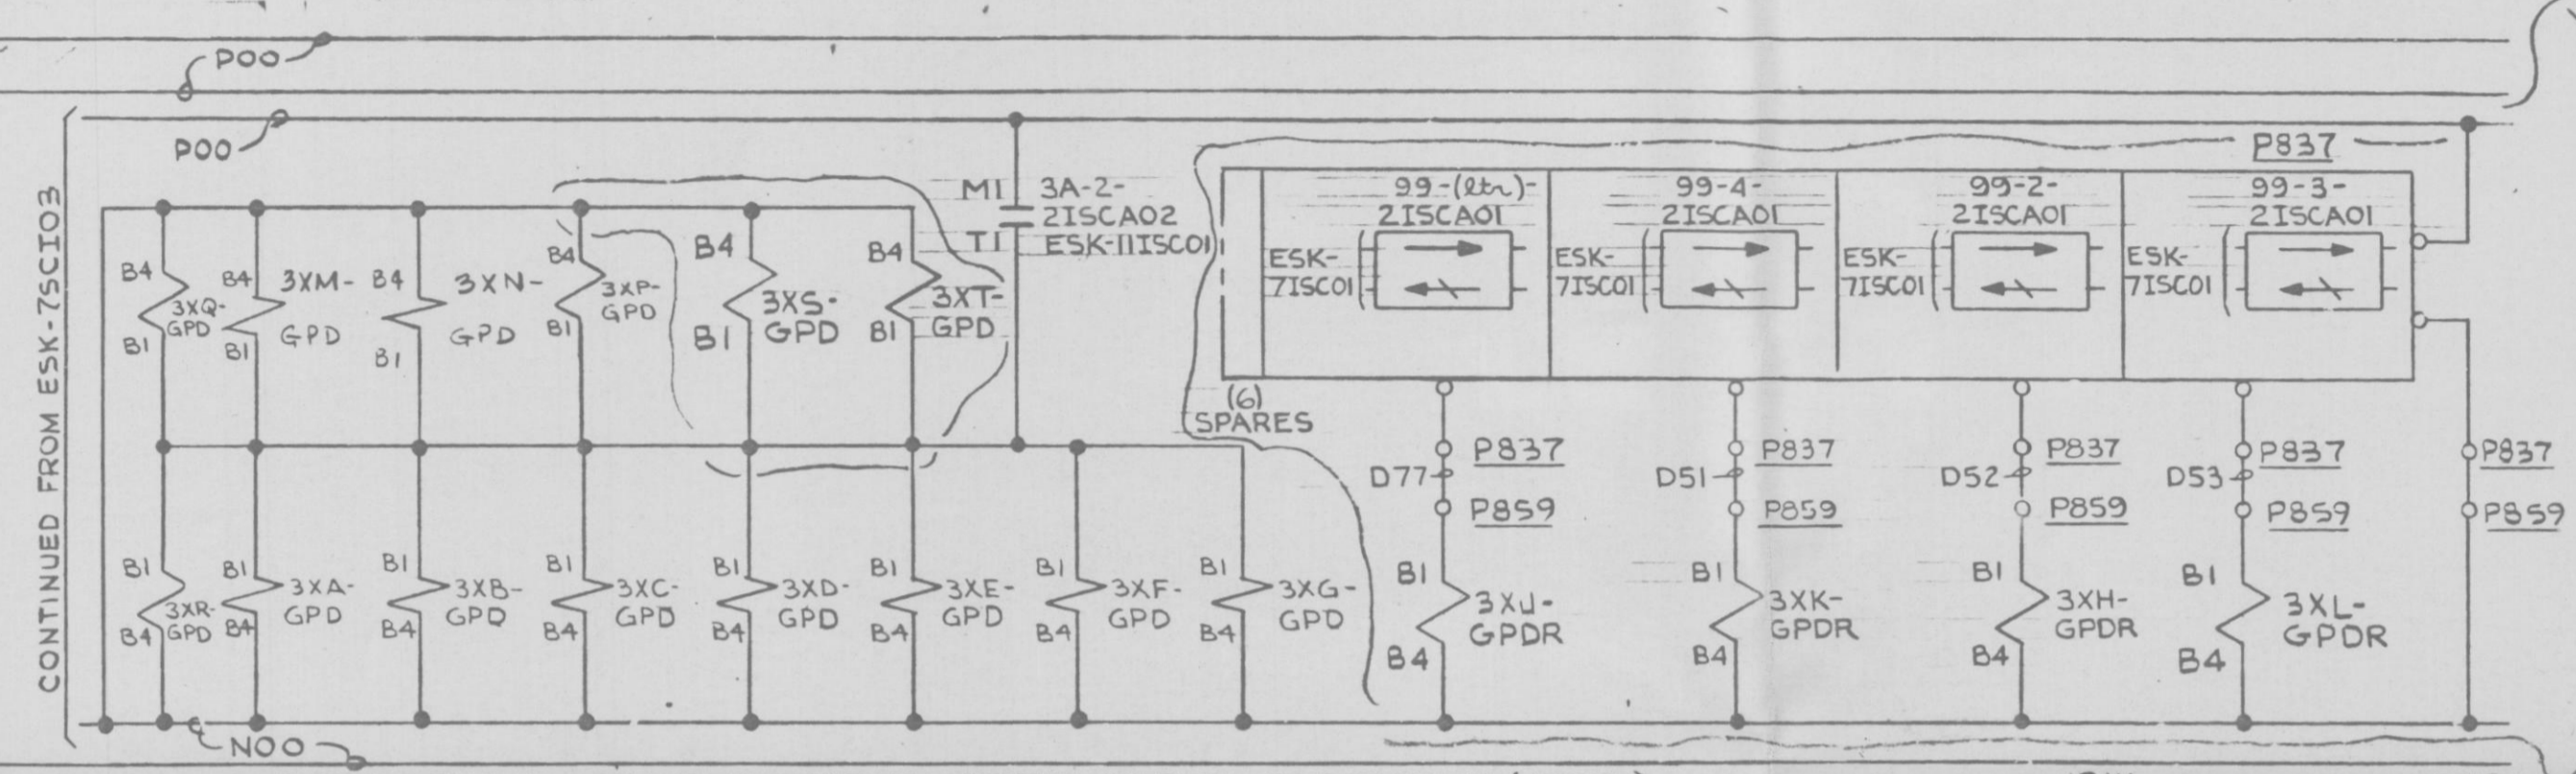 P00
P00
CONTINUED FROM ESK-7SCI03
M1
3A-2-
2ISCA02
T1
ESK-11ISC01
P837
99-(ltr)-
2ISCA01
ESK-
7ISC01
99-4-
2ISCA01
ESK-
7ISC01
99-2-
2ISCA01
ESK-
7ISC01
99-3-
2ISCA01
ESK-
7ISC01
B4
3XQ-
GPD
B1
B4
3XM-
GPD
B1
B4
3XN-
GPD
B1
B4
3XP-
GPD
B1
B4
3XS-
GPD
B1
B4
3XT-
GPD
B1
(6)
SPARES
P837
D77
P859
P837
D51
P859
P837
D52
P859
P837
D53
P859
P837
P859
B1
3XR-
GPD
B4
B1
3XA-
GPD
B4
B1
3XB-
GPD
B4
B1
3XC-
GPD
B4
B1
3XD-
GPD
B4
B1
3XE-
GPD
B4
B1
3XF-
GPD
B4
B1
3XG-
GPD
B4
B1
3XJ-
GPDR
B4
B1
3XK-
GPDR
B4
B1
3XH-
GPDR
B4
B1
3XL-
GPDR
B4
N00